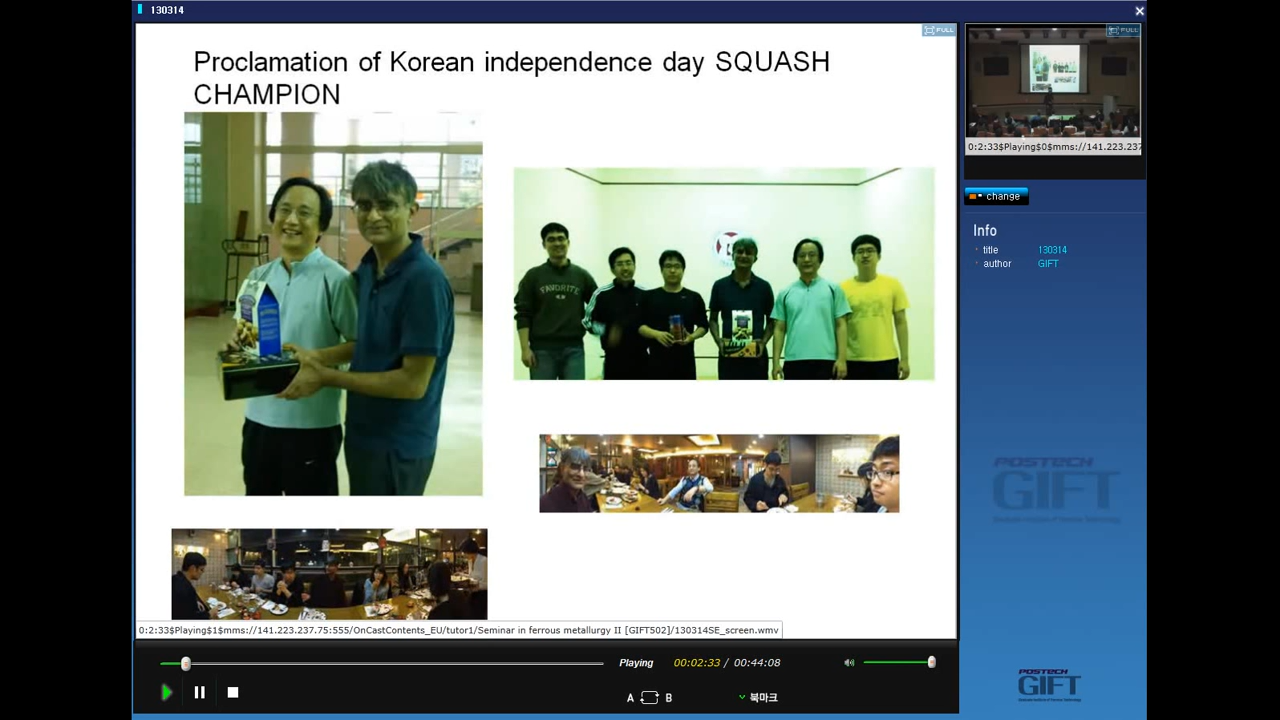 130314
FULL
Proclamation of Korean independence day SQUASH
CHAMPION
FAVORITE
FULL
0:2:33$Playing$0$mms://141.223.237
change
Info
title 130314
author GIFT
POSTECH
GIFT
0:2:33$Playing$1$mms://141.223.237.75:555/OnCastContents_EU/tutor1/Seminar in ferrous metallurgy II [GIFT502]/130314SE_screen.wmv
Playing 00:02:33 / 00:44:08
A B 북마크
POSTECH
GIFT